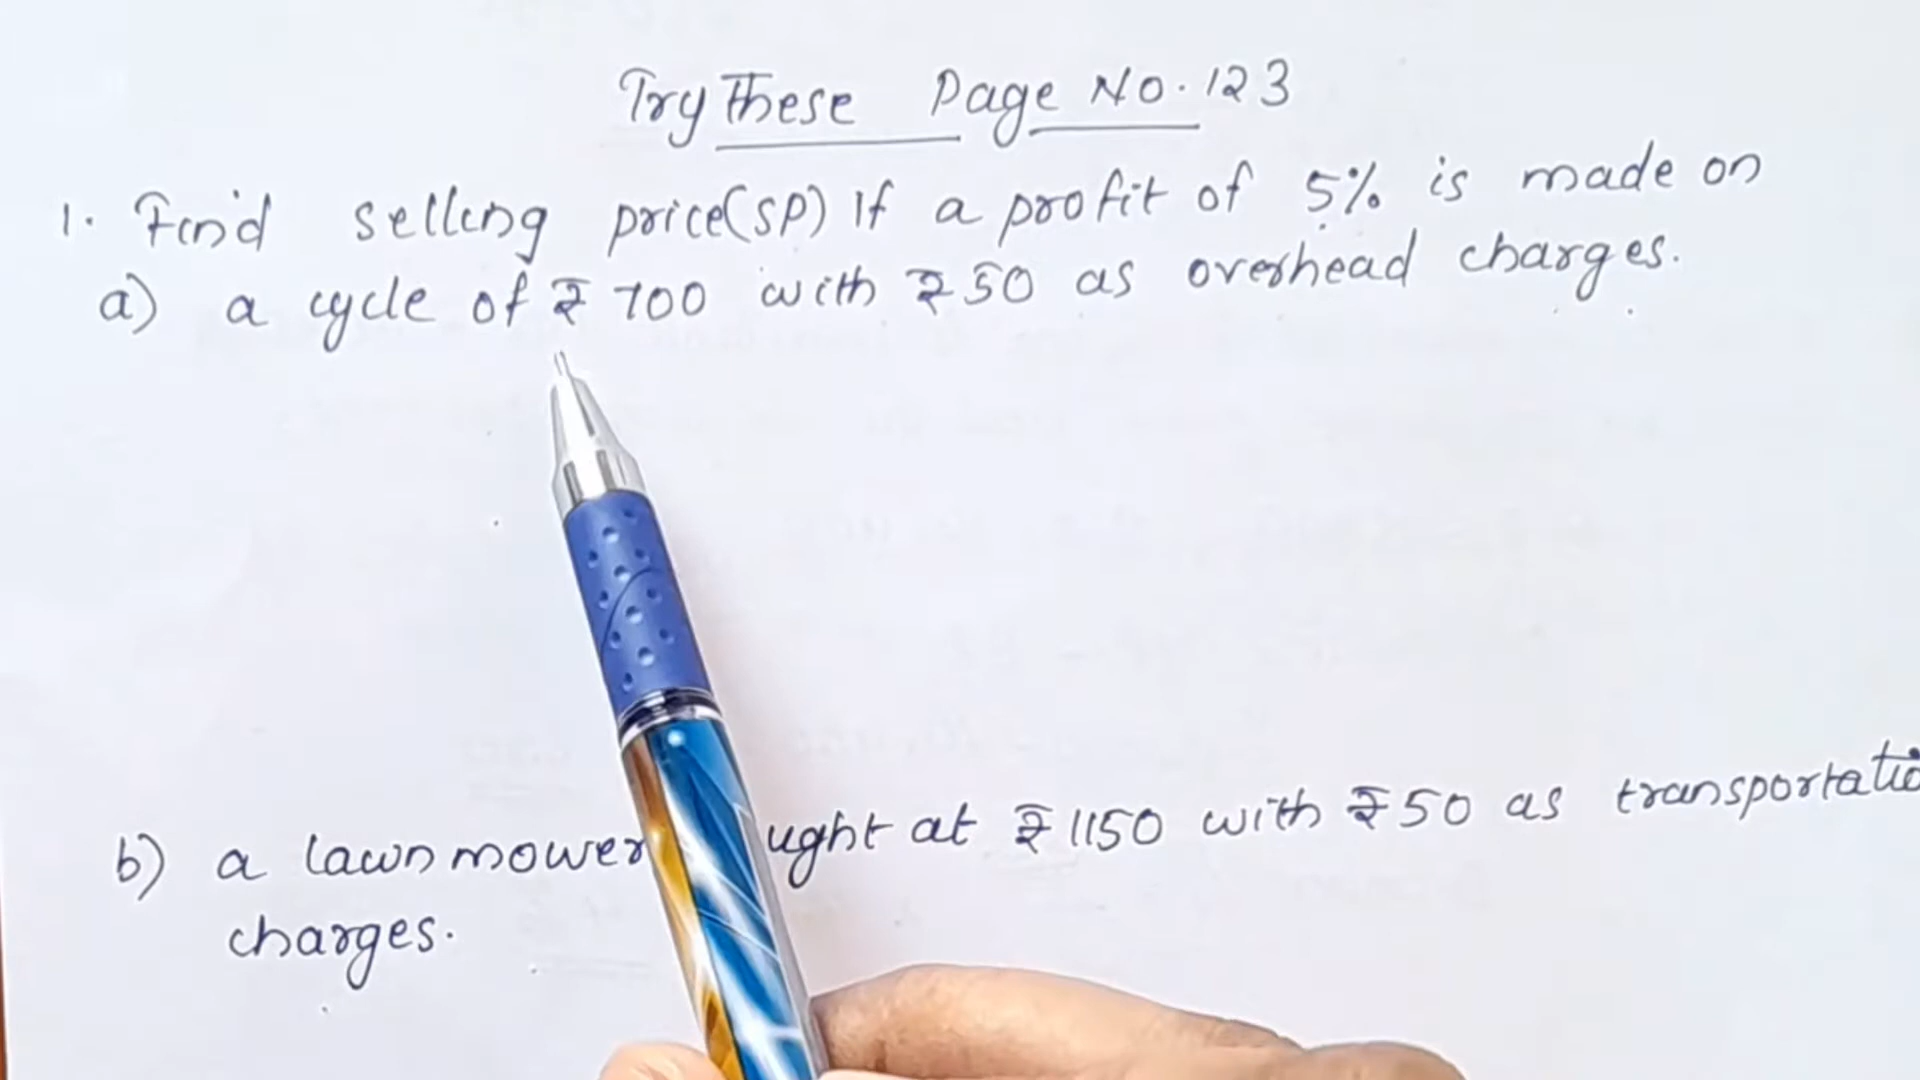 Try These Page No. 123
1. Find selling price(SP) If a profit of 5% is made on
a) a cycle of ₹ 700 with ₹50 as overhead charges.
b) a lawn mower ught at ₹1150 with ₹50 as transportatio
charges.